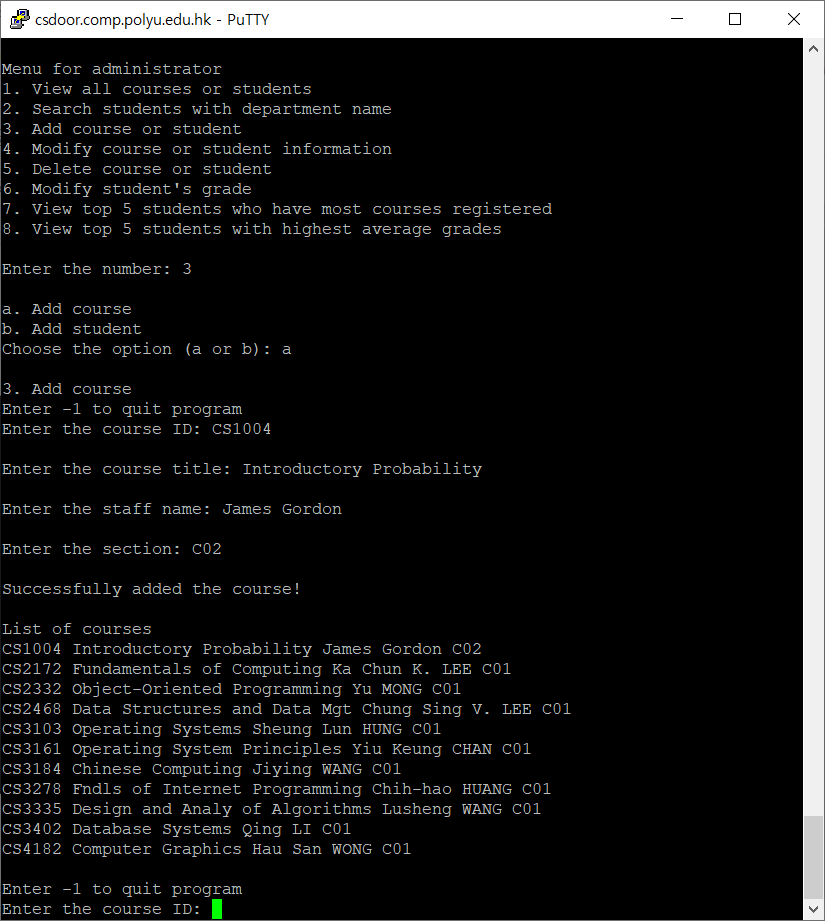 csdoor.comp.polyu.edu.hk - PuTTY
Menu for administrator
1. View all courses or students
2. Search students with department name
3. Add course or student
4. Modify course or student information
5. Delete course or student
6. Modify student's grade
7. View top 5 students who have most courses registered
8. View top 5 students with highest average grades
Enter the number: 3
a. Add course
b. Add student
Choose the option (a or b): a
3. Add course
Enter -1 to quit program
Enter the course ID: CS1004
Enter the course title: Introductory Probability
Enter the staff name: James Gordon
Enter the section: C02
Successfully added the course!
List of courses
CS1004 Introductory Probability James Gordon C02
CS2172 Fundamentals of Computing Ka Chun K. LEE C01
CS2332 Object-Oriented Programming Yu MONG C01
CS2468 Data Structures and Data Mgt Chung Sing V. LEE C01
CS3103 Operating Systems Sheung Lun HUNG C01
CS3161 Operating System Principles Yiu Keung CHAN C01
CS3184 Chinese Computing Jiying WANG C01
CS3278 Fndls of Internet Programming Chih-hao HUANG C01
CS3335 Design and Analy of Algorithms Lusheng WANG C01
CS3402 Database Systems Qing LI C01
CS4182 Computer Graphics Hau San WONG C01
Enter -1 to quit program
Enter the course ID: